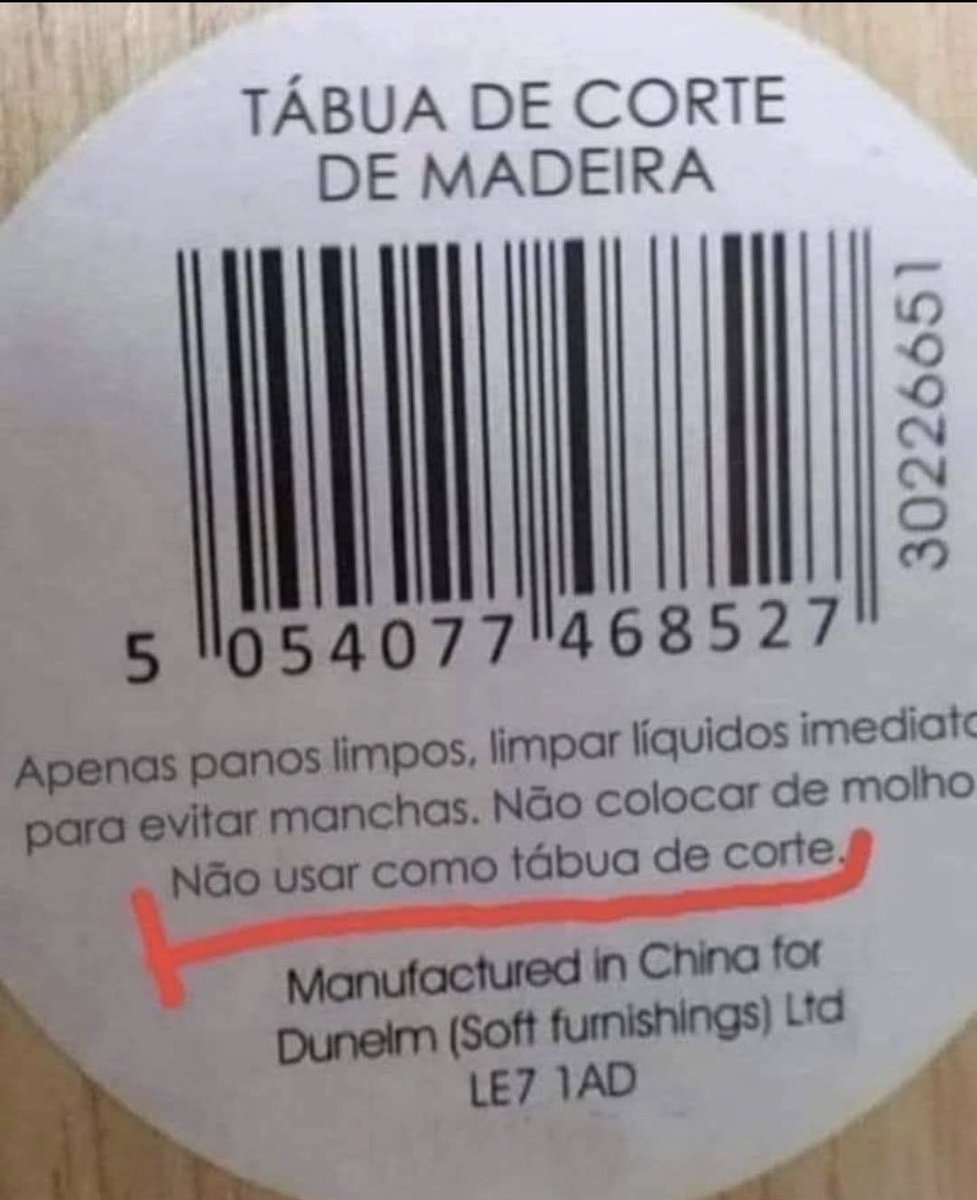 TÁBUA DE CORTE
DE MADEIRA
30226651
5 054077 468527
Apenas panos limpos, limpar líquidos
para evitar manchas. Não colocar de molho
Não usar como tábua de corte.
Manufactured in China for
Dunelm (Soft furnishings) Ltd
LE7 1AD